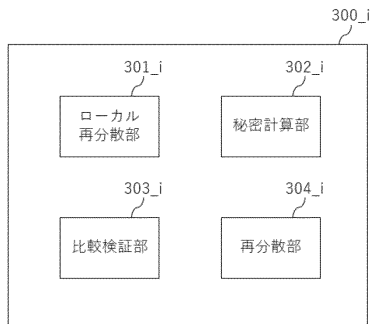 300_i
301_i
ローカル
再分散部
302_i
秘密計算部
303_i
比較検証部
304_i
再分散部